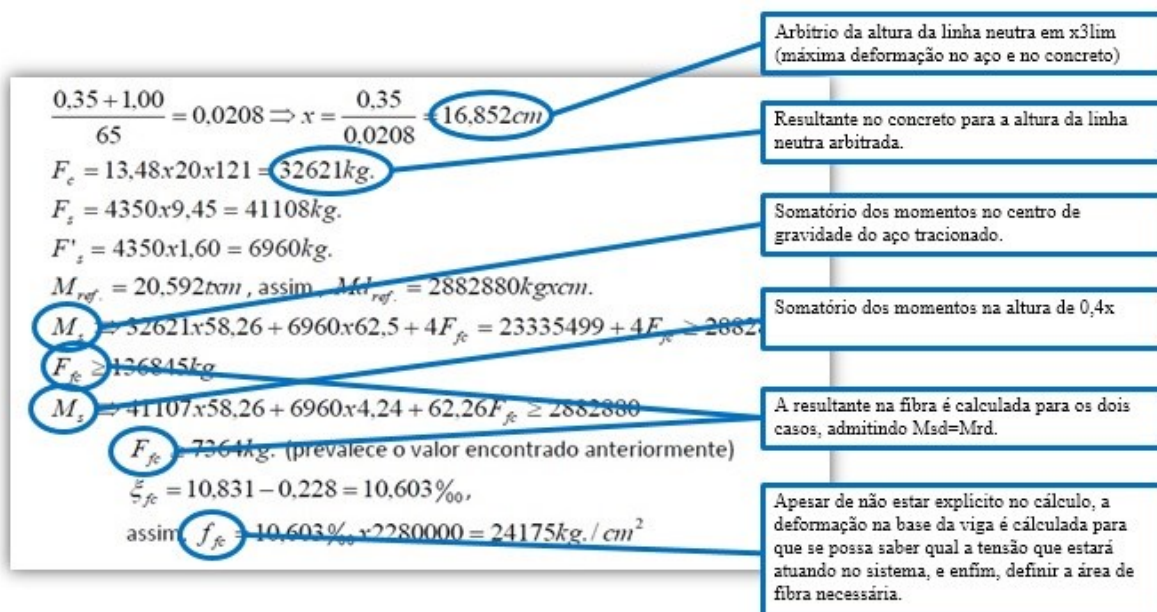 Arbítrio da altura da linha neutra em x3lim
(máxima deformação no aço e no concreto)
0,35 + 1,00 / 65 = 0,0208 ⇒ x = 0,35 / 0,0208 = 16,852cm
Resultante no concreto para a altura da linha
neutra arbitrada.
F_c = 13,48x20x121 = 32621kg.
F_s = 4350x9,45 = 41108kg.
F'_s = 4350x1,60 = 6960kg.
Somatório dos momentos no centro de
gravidade do aço tracionado.
M_ref. = 20,592txm , assim , Md_ref. = 2882880kgxcm.
M_s ⇒ 32621x58,26 + 6960x62,5 + 4F_fc = 23335499 + 4F_fc ≥ 2882
Somatório dos momentos na altura de 0,4x
F_fc ≥ 136845kg
M_s ⇒ 41107x58,26 + 6960x4,24 + 62,26F_fc ≥ 2882880
A resultante na fibra é calculada para os dois
casos, admitindo Msd=Mrd.
F_fc ≥ 7364kg. (prevalece o valor encontrado anteriormente)
ξ_fc = 10,831 – 0,228 = 10,603‰,
assim, f_fc = 10,603‰x2280000 = 24175kg./cm²
Apesar de não estar explícito no cálculo, a
deformação na base da viga é cálculada para
que se possa saber qual a tensão que estará
atuando no sistema, e enfím, definir a área de
fibra necessária.